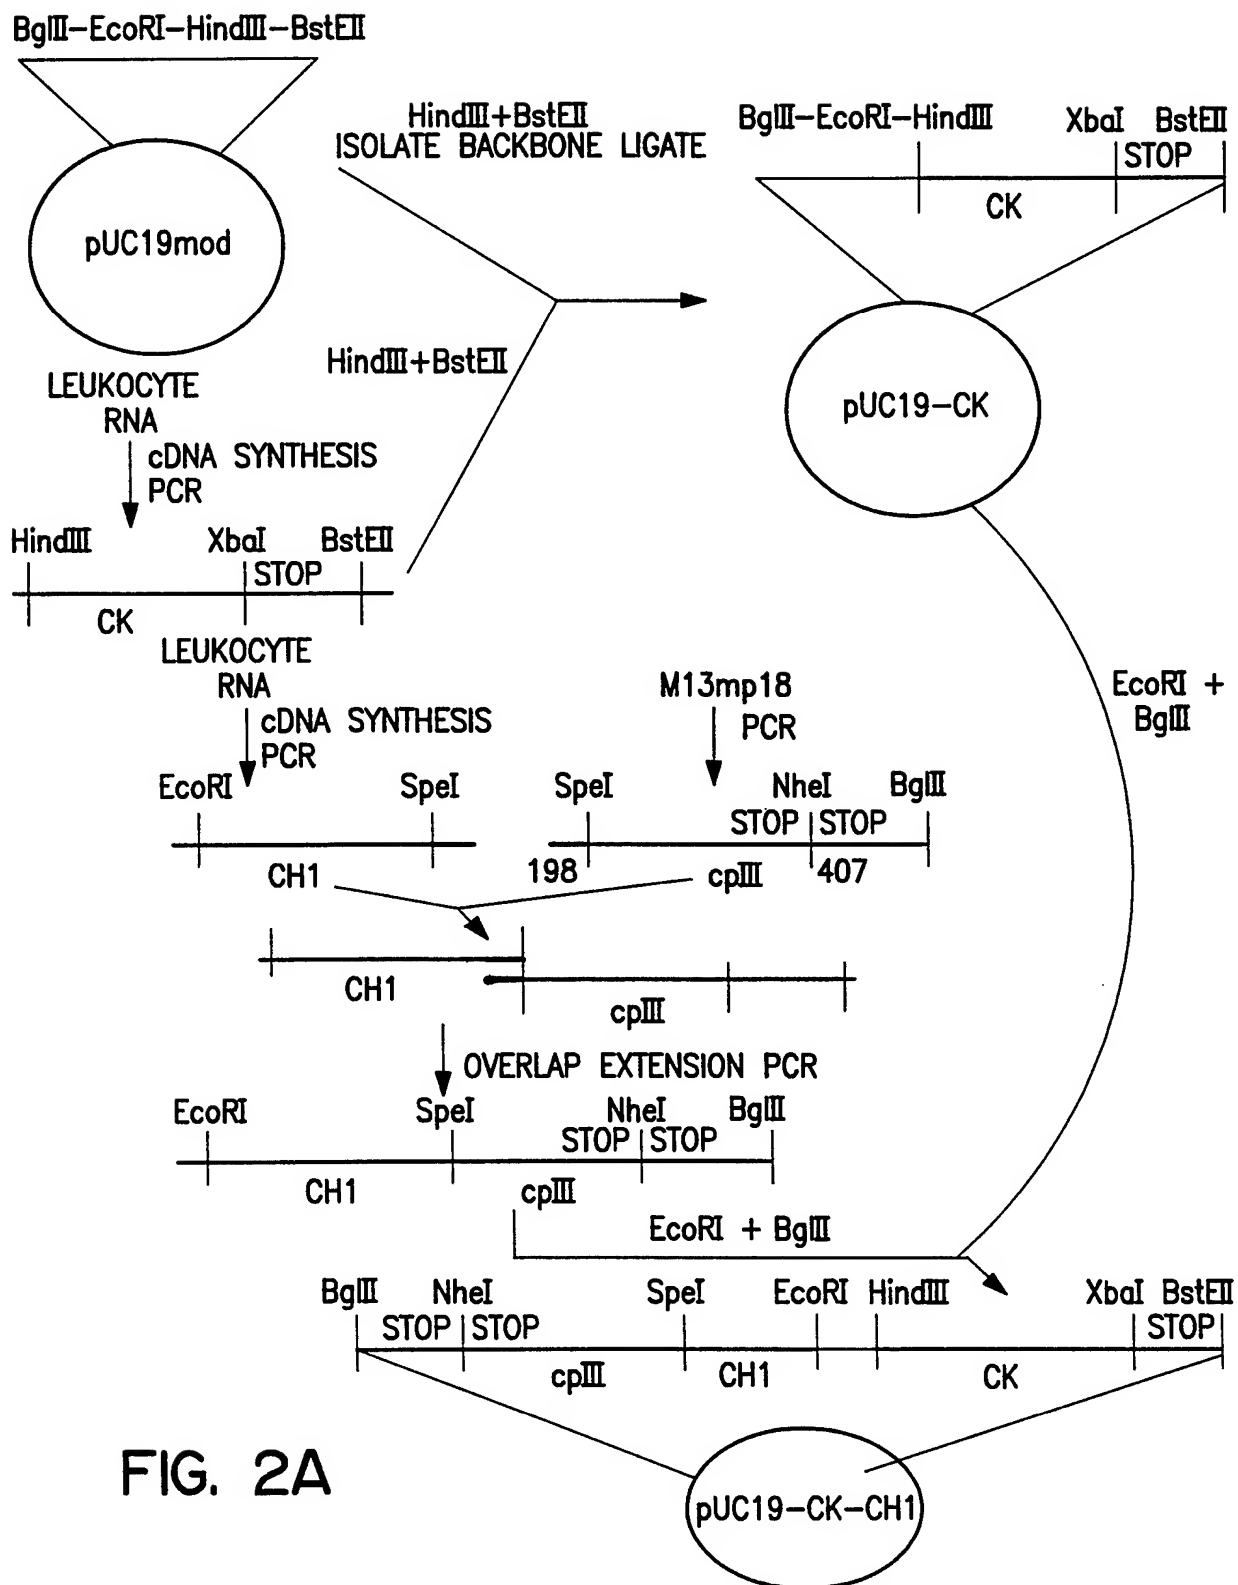 BglII-EcoRI-HindIII-BstEII
pUC19mod
HindIII+BstEII
ISOLATE BACKBONE LIGATE
BglII-EcoRI-HindIII
XbaI BstEII
STOP
CK
pUC19-CK
HindIII+BstEII
LEUKOCYTE
RNA
cDNA SYNTHESIS
PCR
HindIII XbaI BstEII
STOP
CK
LEUKOCYTE
RNA
cDNA SYNTHESIS
PCR
M13mp18
PCR
EcoRI +
BglII
EcoRI SpeI
CH1
SpeI NheI BglII
STOP STOP
198 cpIII 407
CH1
cpIII
OVERLAP EXTENSION PCR
EcoRI SpeI NheI BglII
STOP STOP
CH1 cpIII
EcoRI + BglII
BglII NheI SpeI EcoRI HindIII XbaI BstEII
STOP STOP STOP
cpIII CH1 CK
pUC19-CK-CH1
FIG. 2A